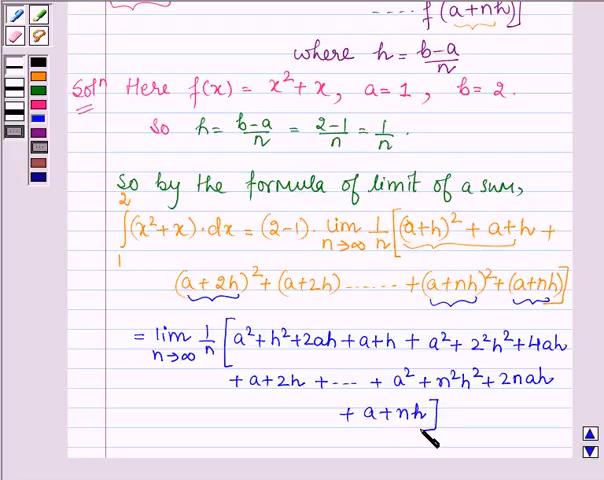 ..... f(a+nh)]
where h = b-a/n
Solⁿ Here f(x) = x²+x, a=1, b=2.
So h = b-a/n = 2-1/n = 1/n.
So by the formula of limit of a sum,
∫₁² (x²+x)·dx = (2-1)· lim n→∞ 1/n [(a+h)² + a+h +
(a+2h)² + (a+2h) ...... + (a+nh)² + (a+nh)]
= lim n→∞ 1/n [a²+h²+2ah+a+h + a²+2²h²+4ah
+ a+2h + ---- + a²+n²h²+2nah
+ a+nh]